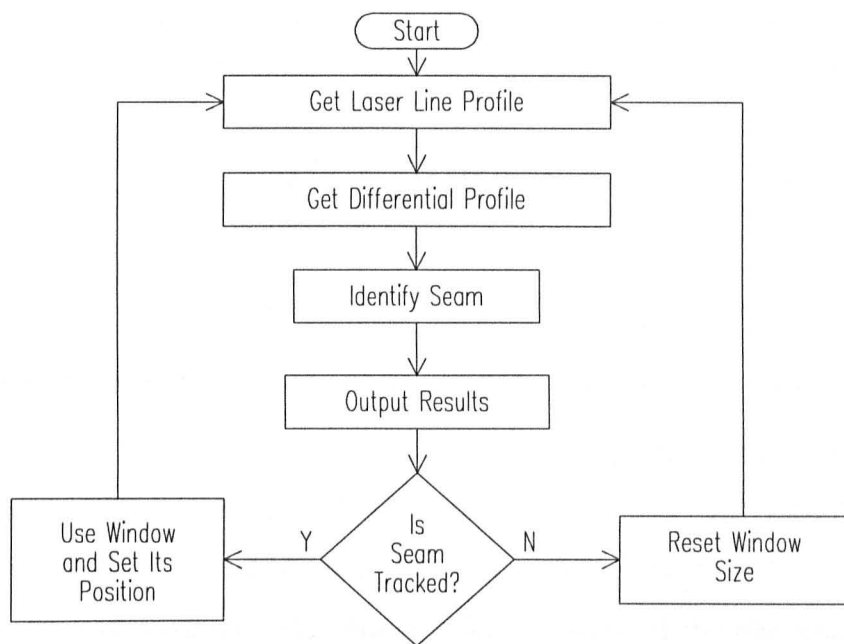 Start
Get Laser Line Profile
Get Differential Profile
Identify Seam
Output Results
Is
Seam
Tracked?
Y
N
Use Window
and Set Its
Position
Reset Window
Size